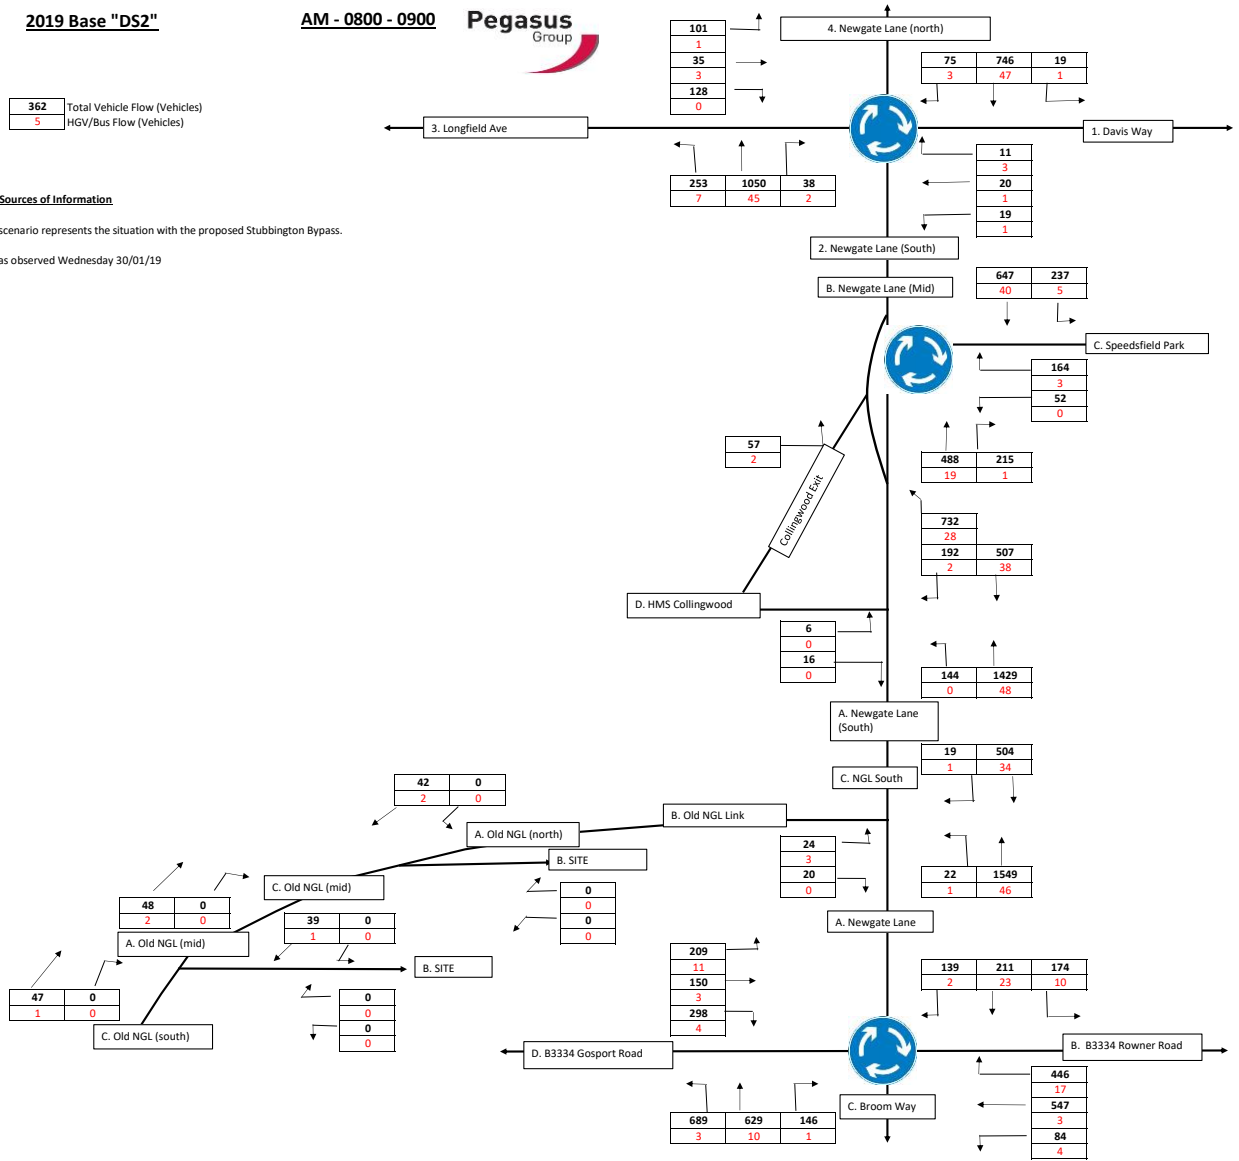 2019 Base "DS2"
AM - 0800 - 0900
Pegasus
Group
362 Total Vehicle Flow (Vehicles)
5 HGV/Bus Flow (Vehicles)
Sources of Information
scenario represents the situation with the proposed Stubbington Bypass.
as observed Wednesday 30/01/19
101
1
35
3
128
0
4. Newgate Lane (north)
75 746 19
3 47 1
3. Longfield Ave
1. Davis Way
253 1050 38
7 45 2
11
3
20
1
19
1
2. Newgate Lane (South)
B. Newgate Lane (Mid)
647 237
40 5
C. Speedsfield Park
164
3
52
0
57
2
488 215
19 1
Collingwood Exit
732
28
192 507
2 38
D. HMS Collingwood
6
0
16
0
144 1429
0 48
A. Newgate Lane
(South)
19 504
1 34
C. NGL South
42 0
2 0
B. Old NGL Link
A. Old NGL (north)
24
3
20
0
22 1549
1 46
B. SITE
C. Old NGL (mid)
0
0
0
0
48 0
2 0
39 0
1 0
A. Newgate Lane
A. Old NGL (mid)
B. SITE
209
11
150
3
298
4
139 211 174
2 23 10
47 0
1 0
0
0
0
0
C. Old NGL (south)
D. B3334 Gosport Road
B. B3334 Rowner Road
446
17
547
3
84
4
C. Broom Way
689 629 146
3 10 1